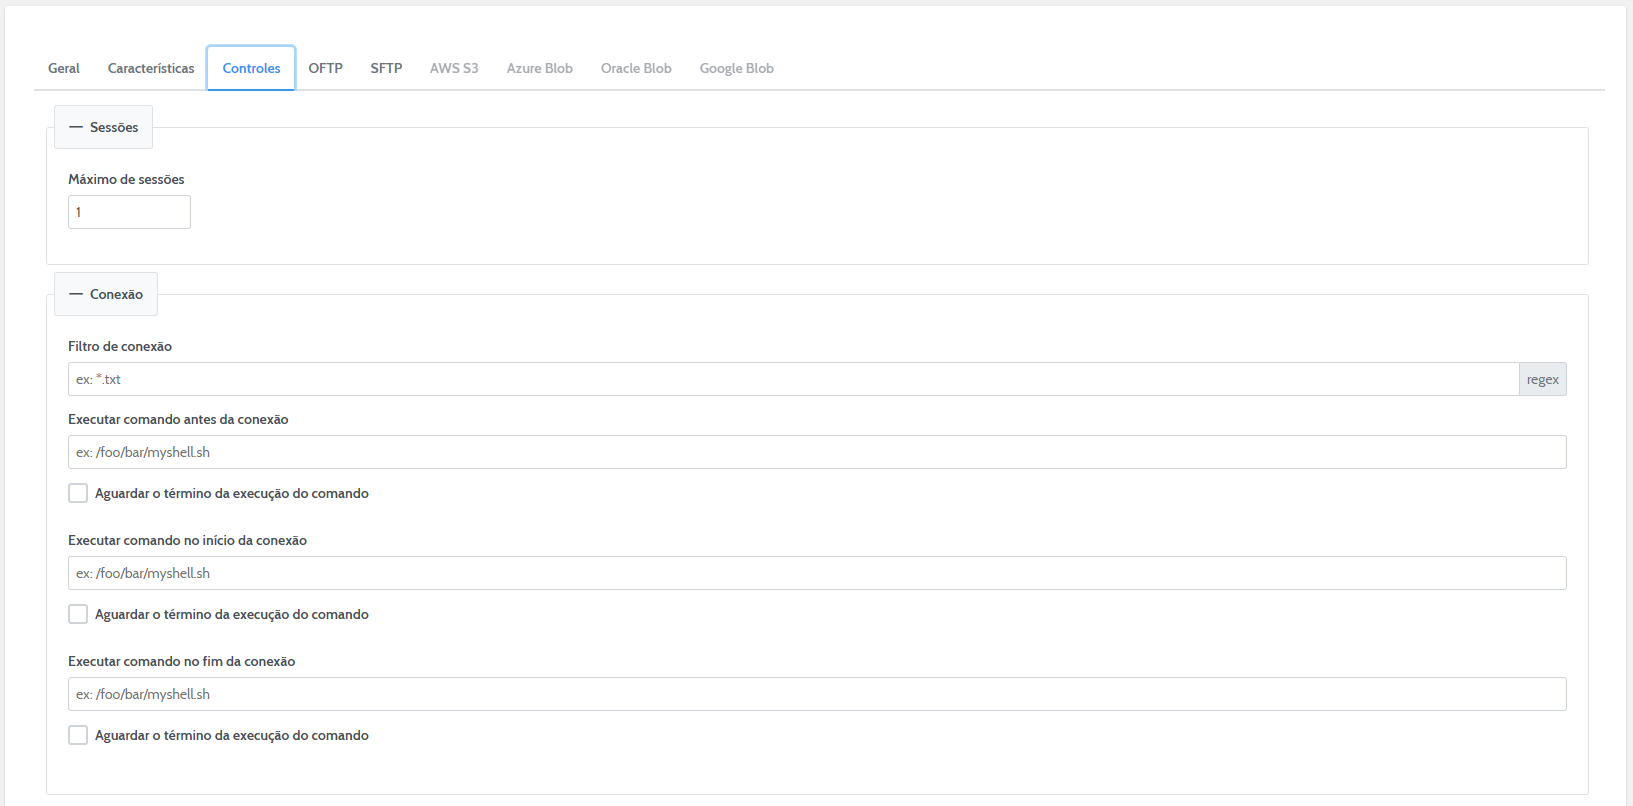 Geral Características Controles OFTP SFTP AWS S3 Azure Blob Oracle Blob Google Blob
— Sessões
Máximo de sessões
1
— Conexão
Filtro de conexão
ex: *.txt regex
Executar comando antes da conexão
ex: /foo/bar/myshell.sh
Aguardar o término da execução do comando
Executar comando no início da conexão
ex: /foo/bar/myshell.sh
Aguardar o término da execução do comando
Executar comando no fim da conexão
ex: /foo/bar/myshell.sh
Aguardar o término da execução do comando